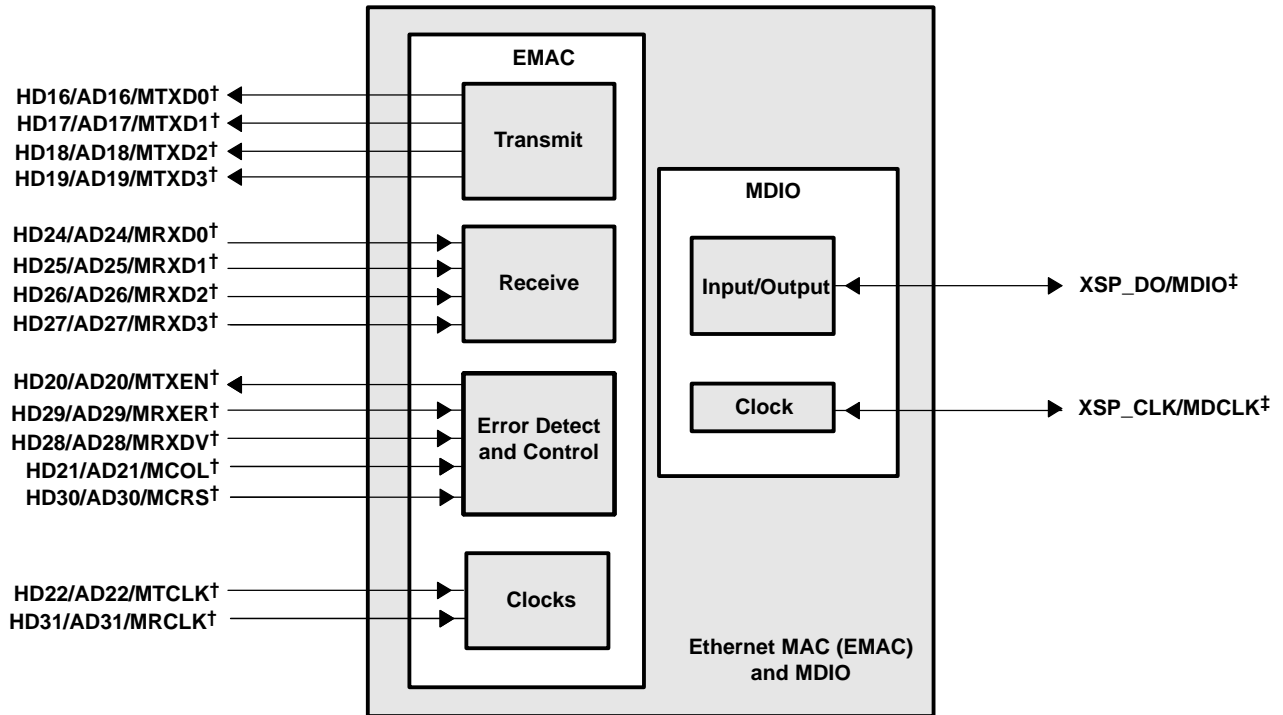 EMAC
HD16/AD16/MTXD0†
HD17/AD17/MTXD1†
HD18/AD18/MTXD2†
HD19/AD19/MTXD3†
Transmit
HD24/AD24/MRXD0†
HD25/AD25/MRXD1†
HD26/AD26/MRXD2†
HD27/AD27/MRXD3†
Receive
HD20/AD20/MTXEN†
HD29/AD29/MRXER†
HD28/AD28/MRXDV†
HD21/AD21/MCOL†
HD30/AD30/MCRS†
Error Detect
and Control
HD22/AD22/MTCLK†
HD31/AD31/MRCLK†
Clocks
MDIO
Input/Output
XSP_DO/MDIO‡
Clock
XSP_CLK/MDCLK‡
Ethernet MAC (EMAC)
and MDIO